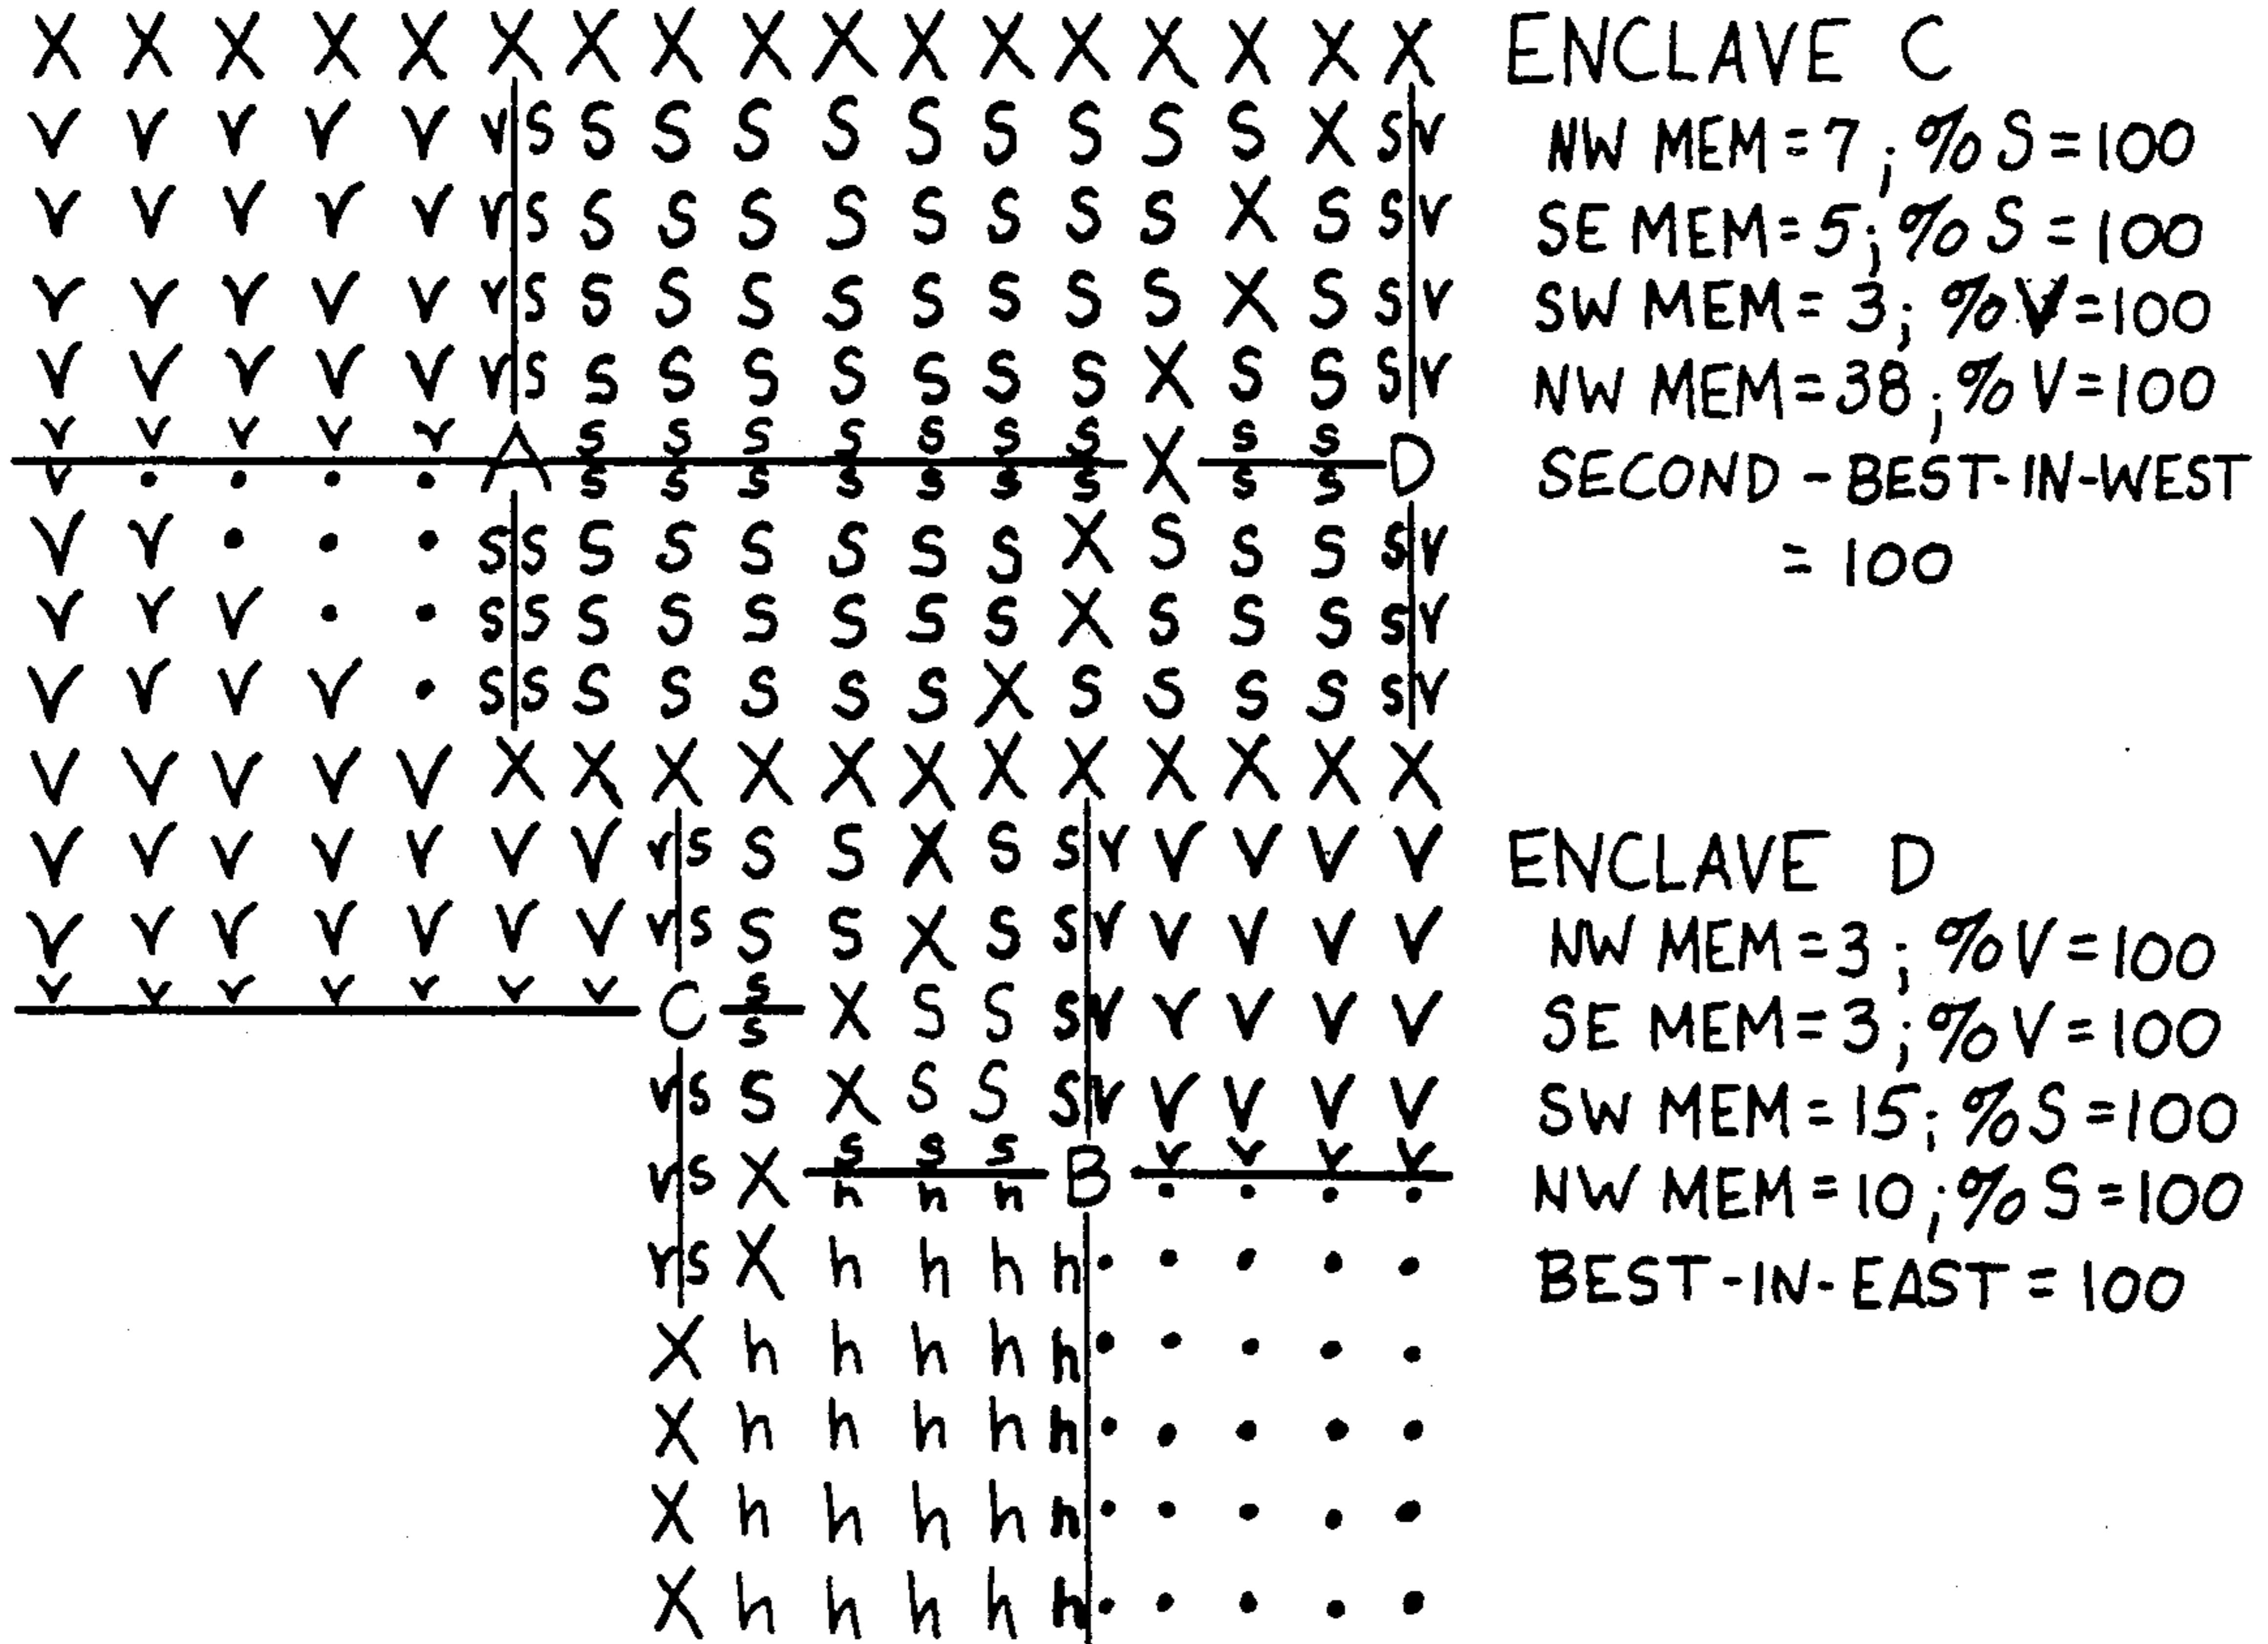 X X X X X X X X X X X X X X X X X ENCLAVE C
V V V V V V S S S S S S S S S S X S V NW MEM = 7 ; % S = 100
V V V V V V S S S S S S S S S X S S V SE MEM = 5 ; % S = 100
V V V V V V S S S S S S S S S X S S V SW MEM = 3 ; % V = 100
V V V V V V S S S S S S S S X S S S V NW MEM = 38 ; % V = 100
V V V V V S S S S S S S S S
V • • • • A S S S S S S S X S S D SECOND - BEST-IN-WEST
V V • • • S S S S S S S S X S S S S V = 100
V V V • • S S S S S S S S X S S S S V
V V V V • S S S S S S S X S S S S S V
V V V V V X X X X X X X X X X X X
V V V V V V V V S S S X S S V V V V V ENCLAVE D
V V V V V V V V S S S X S S V V V V V NW MEM = 3 ; % V = 100
V V V V V V V C S S X S S S V V V V V SE MEM = 3 ; % V = 100
V S S X S S S V V V V V SW MEM = 15 ; % S = 100
S S S V V V V
V S X h h h B • • • • NW MEM = 10 ; % S = 100
V S X h h h h • • • • • BEST-IN-EAST = 100
X h h h h h • • • • •
X h h h h h • • • • •
X h h h h h • • • • •
X h h h h h • • • • •